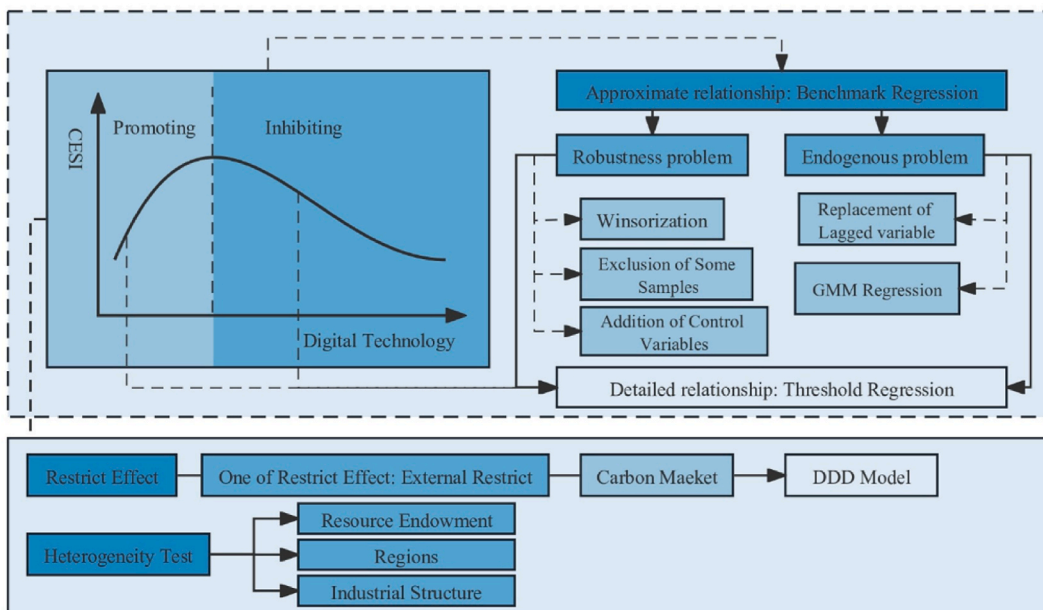 Approximate relationship: Benchmark Regression
Promoting
Inhibiting
CESI
Digital Technology
Robustness problem
Endogenous problem
Winsorization
Exclusion of Some
Samples
Addition of Control
Variables
Replacement of
Lagged variable
GMM Regression
Detailed relationship: Threshold Regression
Restrict Effect
One of Restrict Effect: External Restrict
Carbon Maeket
DDD Model
Heterogeneity Test
Resource Endowment
Regions
Industrial Structure